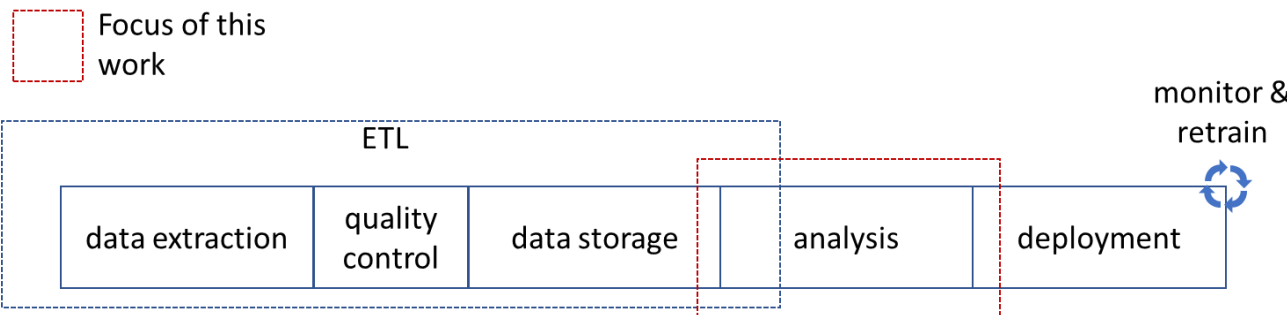 Focus of this
work
monitor &
retrain
ETL
data extraction
quality
control
data storage
analysis
deployment